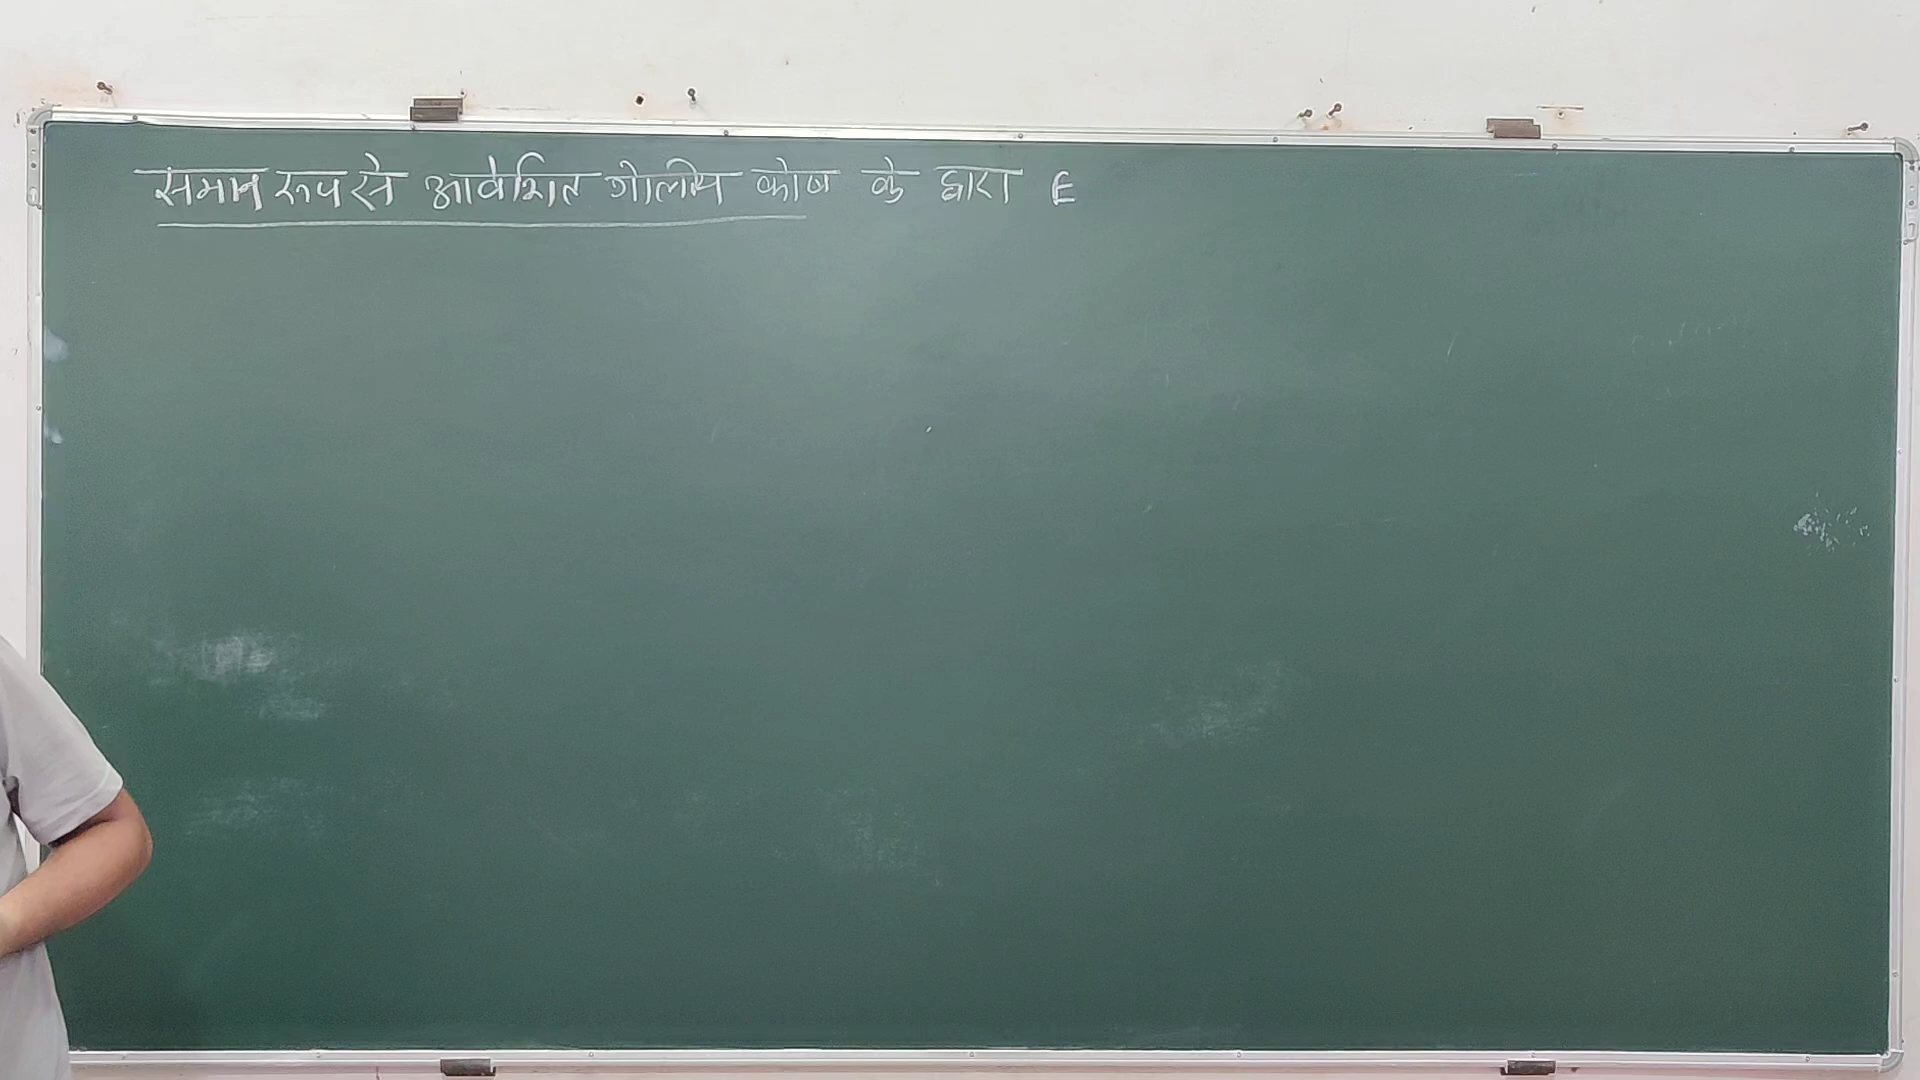 समान रूप से आवेशित गोलीय कोष के द्वारा E